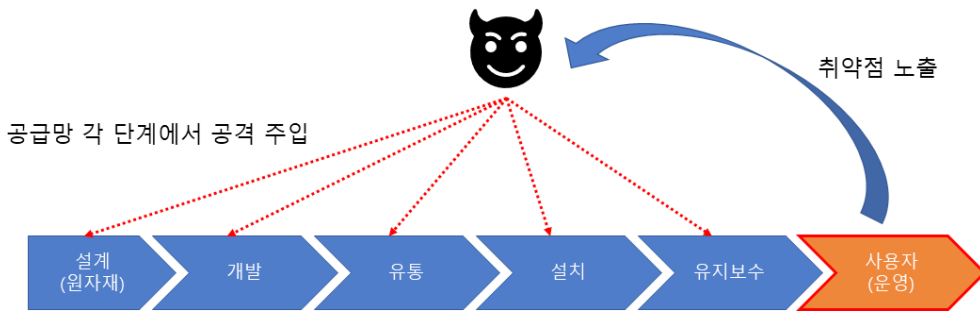 취약점 노출
공급망 각 단계에서 공격 주입
설계
(원자재)
개발
유통
설치
유지보수
사용자
(운영)